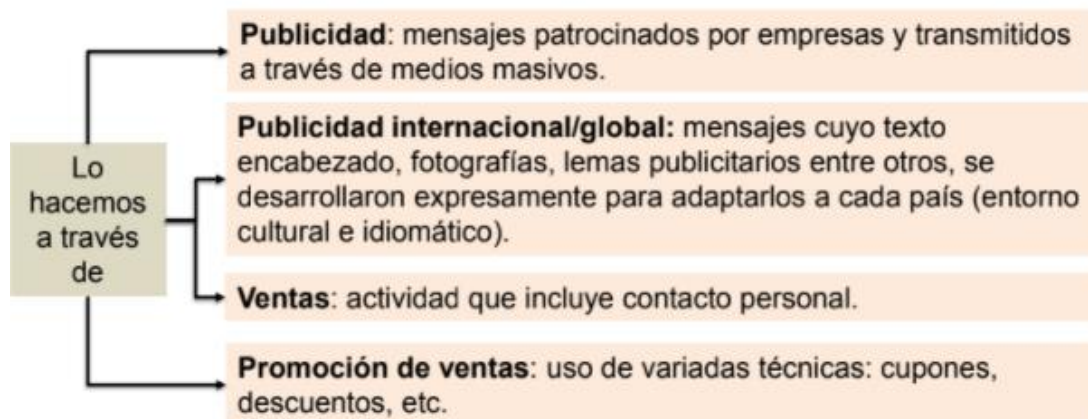 Lo
hacemos
a través
de
Publicidad: mensajes patrocinados por empresas y transmitidos
a través de medios masivos.
Publicidad internacional/global: mensajes cuyo texto
encabezado, fotografías, lemas publicitarios entre otros, se
desarrollaron expresamente para adaptarlos a cada país (entorno
cultural e idiomático).
Ventas: actividad que incluye contacto personal.
Promoción de ventas: uso de variadas técnicas: cupones,
descuentos, etc.